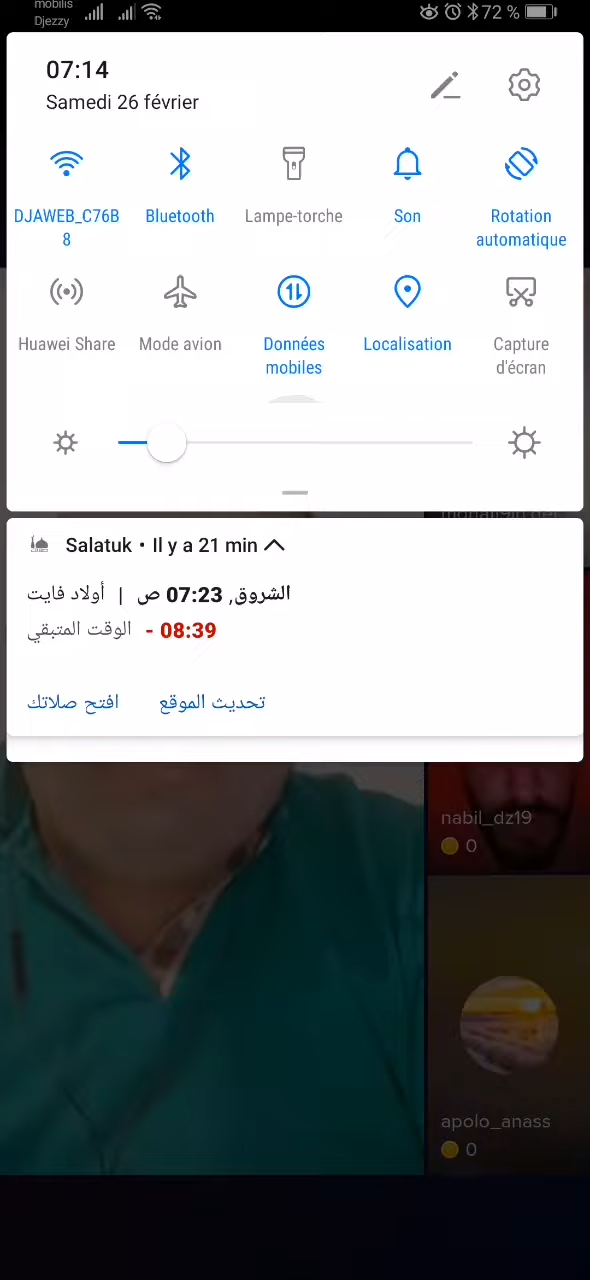 mobilis
Djezzy
72 %
07:14
Samedi 26 février
DJAWEB_C76B
8
Bluetooth
Lampe-torche
Son
Rotation
automatique
Huawei Share
Mode avion
Données
mobiles
Localisation
Capture
d'écran
Salatuk • Il y a 21 min
الشروق, 07:23 ص | أولاد فايت
الوقت المتبقي - 08:39
افتح صلاتك تحديث الموقع
nabil_dz19
0
apolo_anass
0